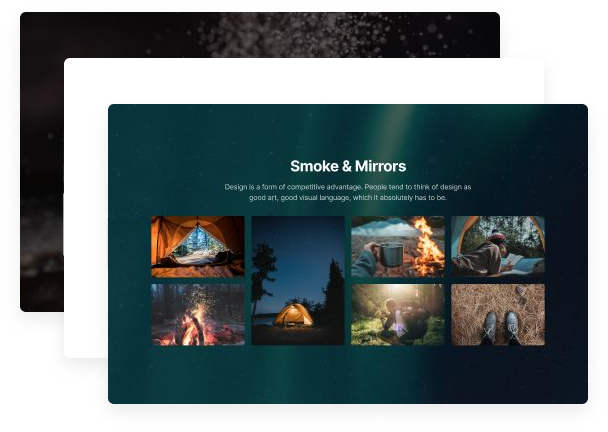 Smoke & Mirrors
Design is a form of competitive advantage. People tend to think of design as
good art, good visual language, which it absolutely has to be.